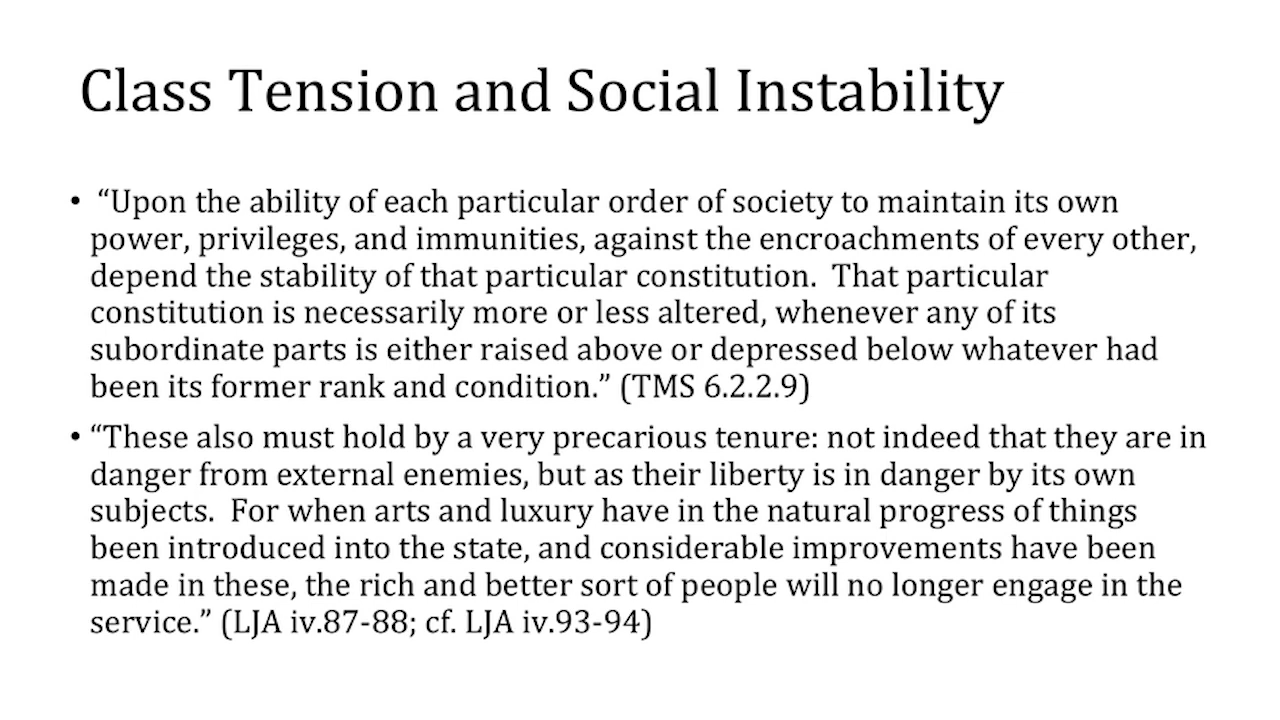 Class Tension and Social Instability
• “Upon the ability of each particular order of society to maintain its own
power, privileges, and immunities, against the encroachments of every other,
depend the stability of that particular constitution.  That particular
constitution is necessarily more or less altered, whenever any of its
subordinate parts is either raised above or depressed below whatever had
been its former rank and condition.” (TMS 6.2.2.9)
• “These also must hold by a very precarious tenure: not indeed that they are in
danger from external enemies, but as their liberty is in danger by its own
subjects.  For when arts and luxury have in the natural progress of things
been introduced into the state, and considerable improvements have been
made in these, the rich and better sort of people will no longer engage in the
service.” (LJA iv.87-88; cf. LJA iv.93-94)